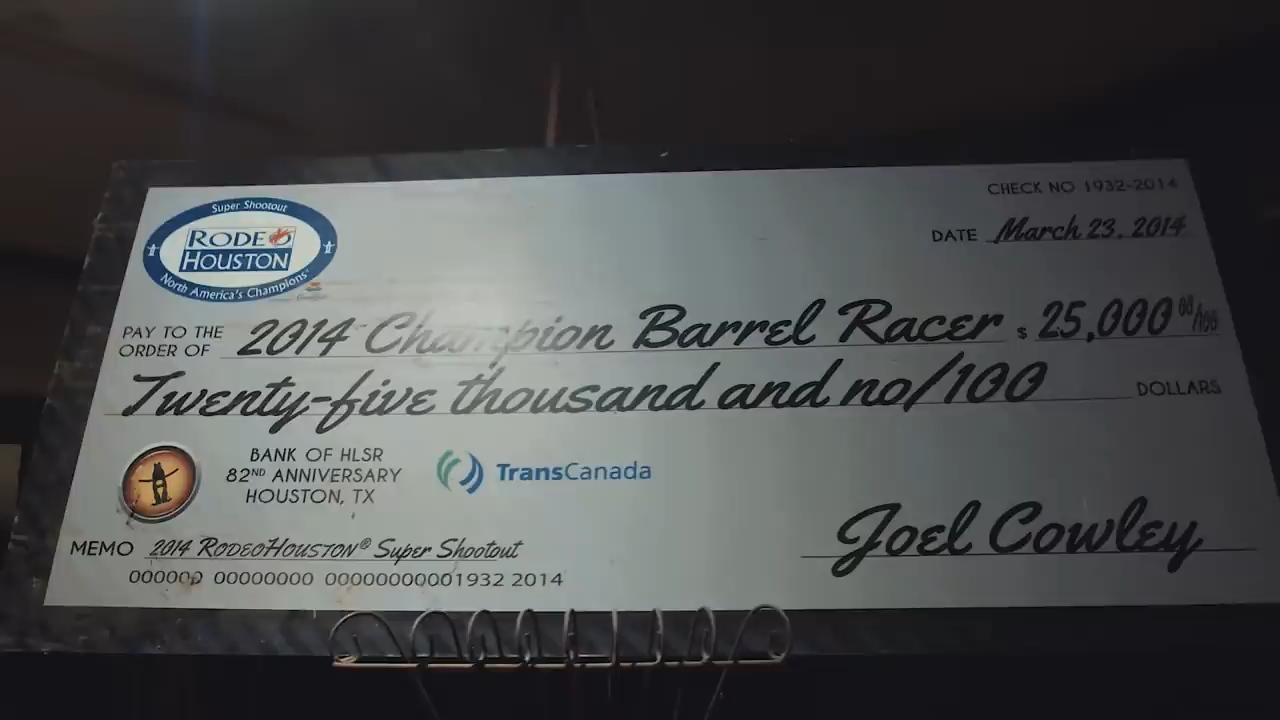 CHECK NO 1932-2014
Super Shootout
RODEO
HOUSTON
North America's Champions
DATE March 23, 2014
PAY TO THE
ORDER OF 2014 Champion Barrel Racer $ 25,000 00/100
Twenty-five thousand and no/100 DOLLARS
BANK OF HLSR
82ND ANNIVERSARY
HOUSTON, TX
TransCanada
Joel Cowley
MEMO 2014 RODEOHOUSTON® Super Shootout
000000 00000000 00000000001932 2014